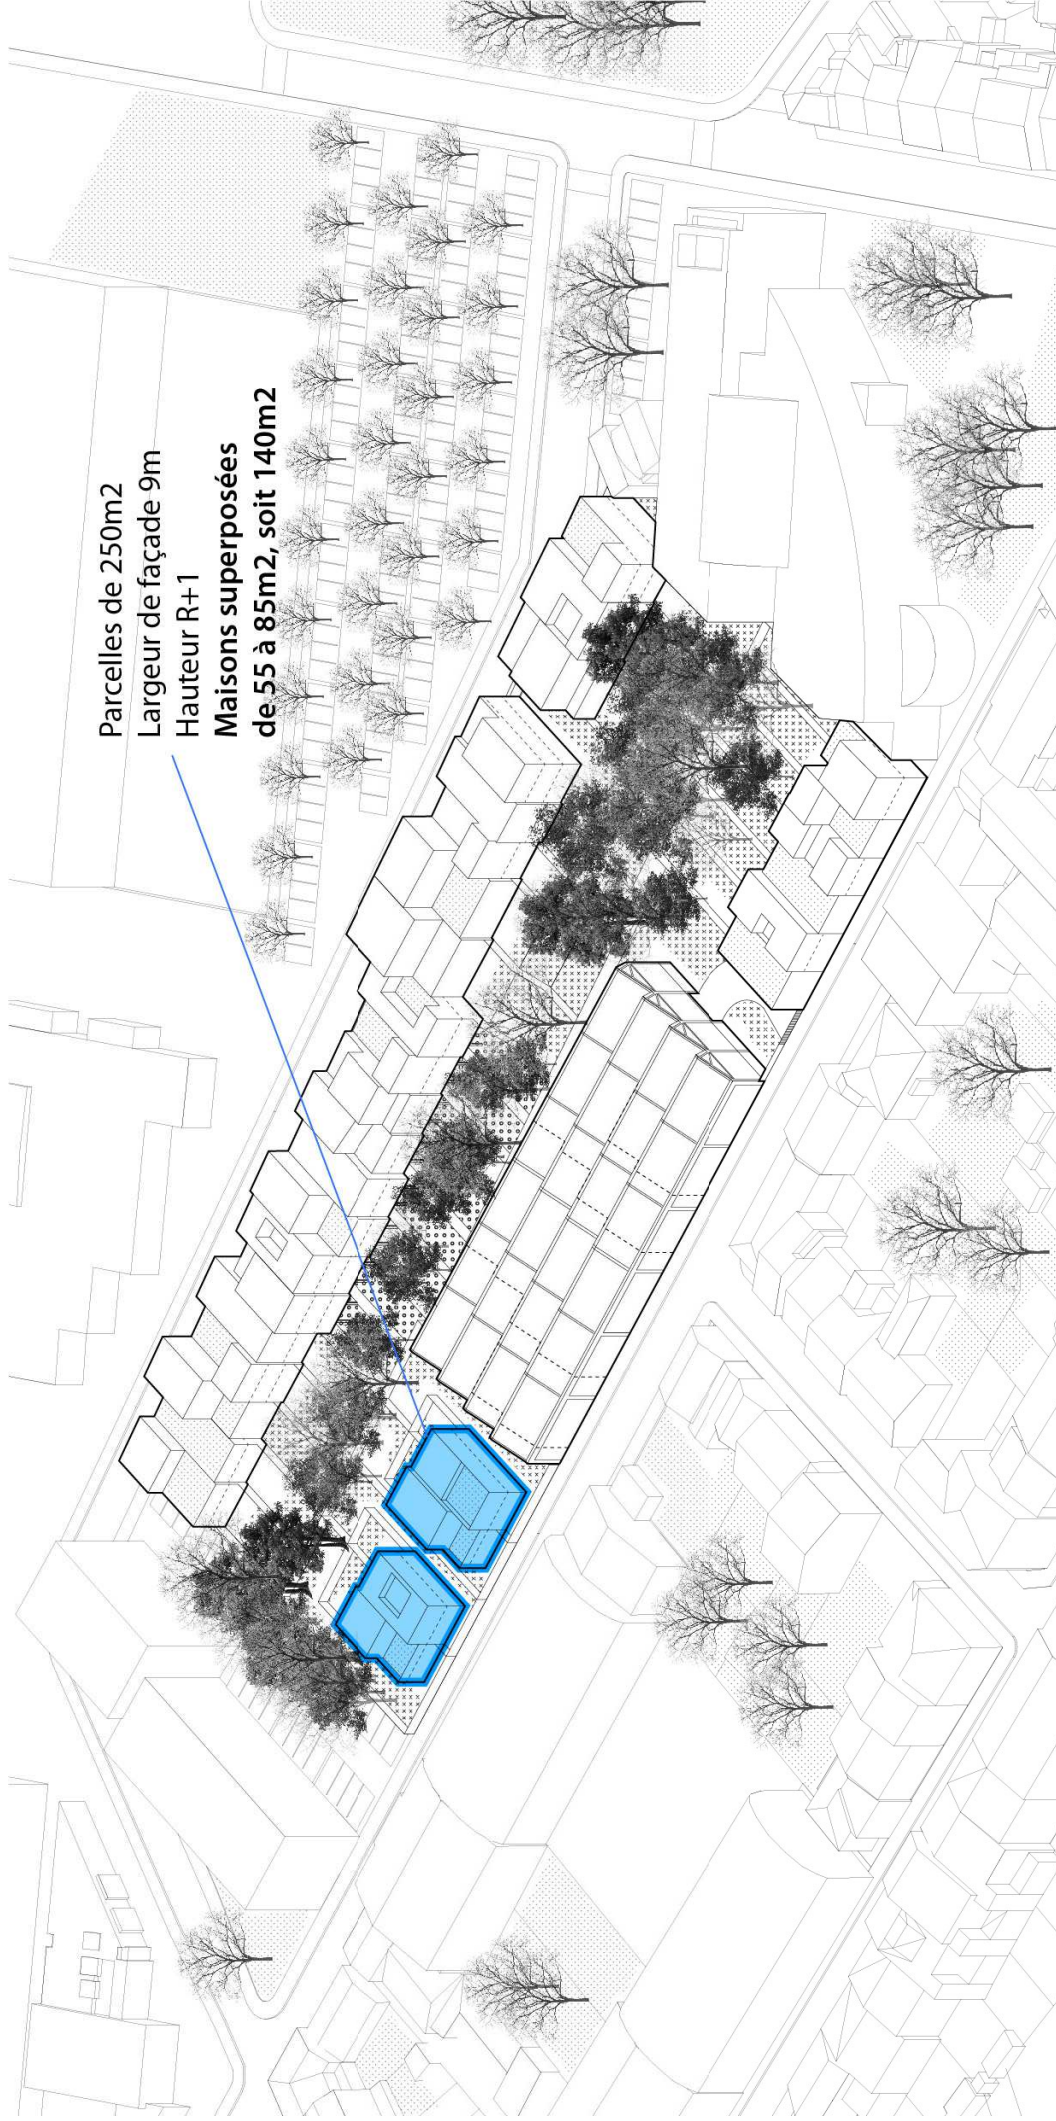 Parcelles de 250m2
Largeur de façade 9m
Hauteur R+1
Maisons superposées
de 55 à 85m2, soit 140m2